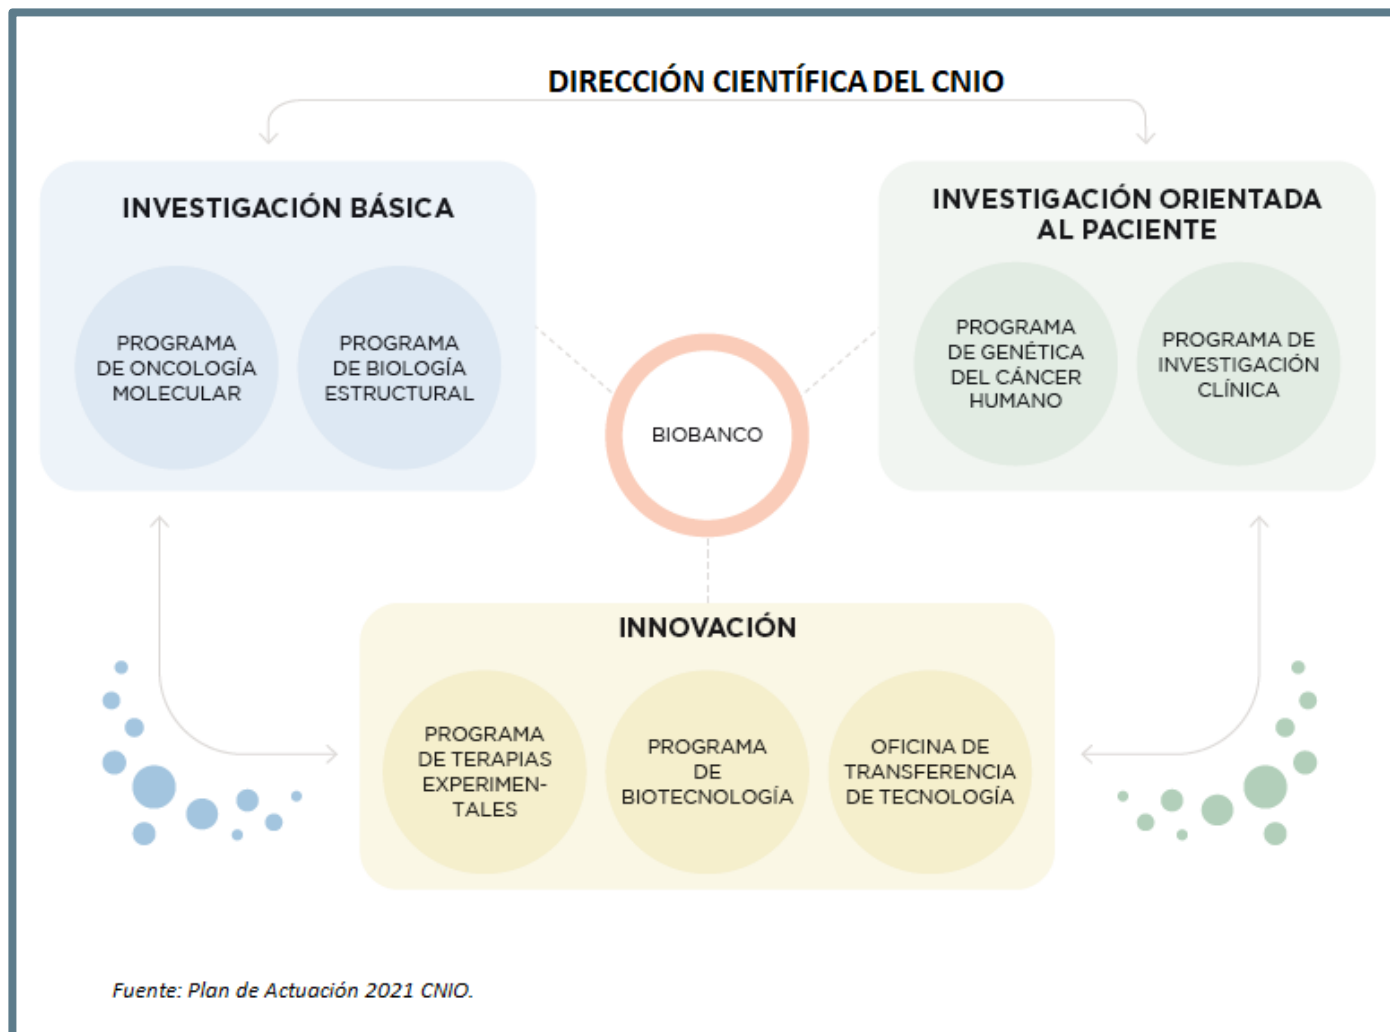 DIRECCIÓN CIENTÍFICA DEL CNIO
INVESTIGACIÓN BÁSICA
PROGRAMA
DE ONCOLOGÍA
MOLECULAR
PROGRAMA
DE BIOLOGÍA
ESTRUCTURAL
INVESTIGACIÓN ORIENTADA
AL PACIENTE
PROGRAMA
DE GENÉTICA
DEL CÁNCER
HUMANO
PROGRAMA DE
INVESTIGACIÓN
CLÍNICA
BIOBANCO
INNOVACIÓN
PROGRAMA
DE TERAPIAS
EXPERIMEN-
TALES
PROGRAMA
DE
BIOTECNOLOGÍA
OFICINA DE
TRANSFERENCIA
DE TECNOLOGÍA
Fuente: Plan de Actuación 2021 CNIO.